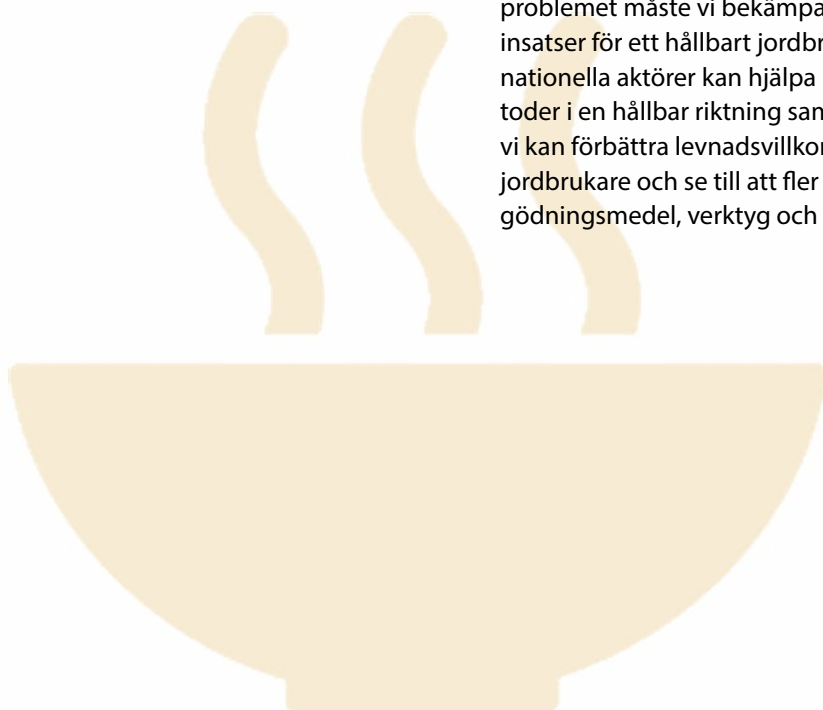 problemet måste vi bekämpa
insatser för ett hållbart jordbr
nationella aktörer kan hjälpa
toder i en hållbar riktning sam
vi kan förbättra levnadsvillkor
jordbrukare och se till att fler
gödningsmedel, verktyg och